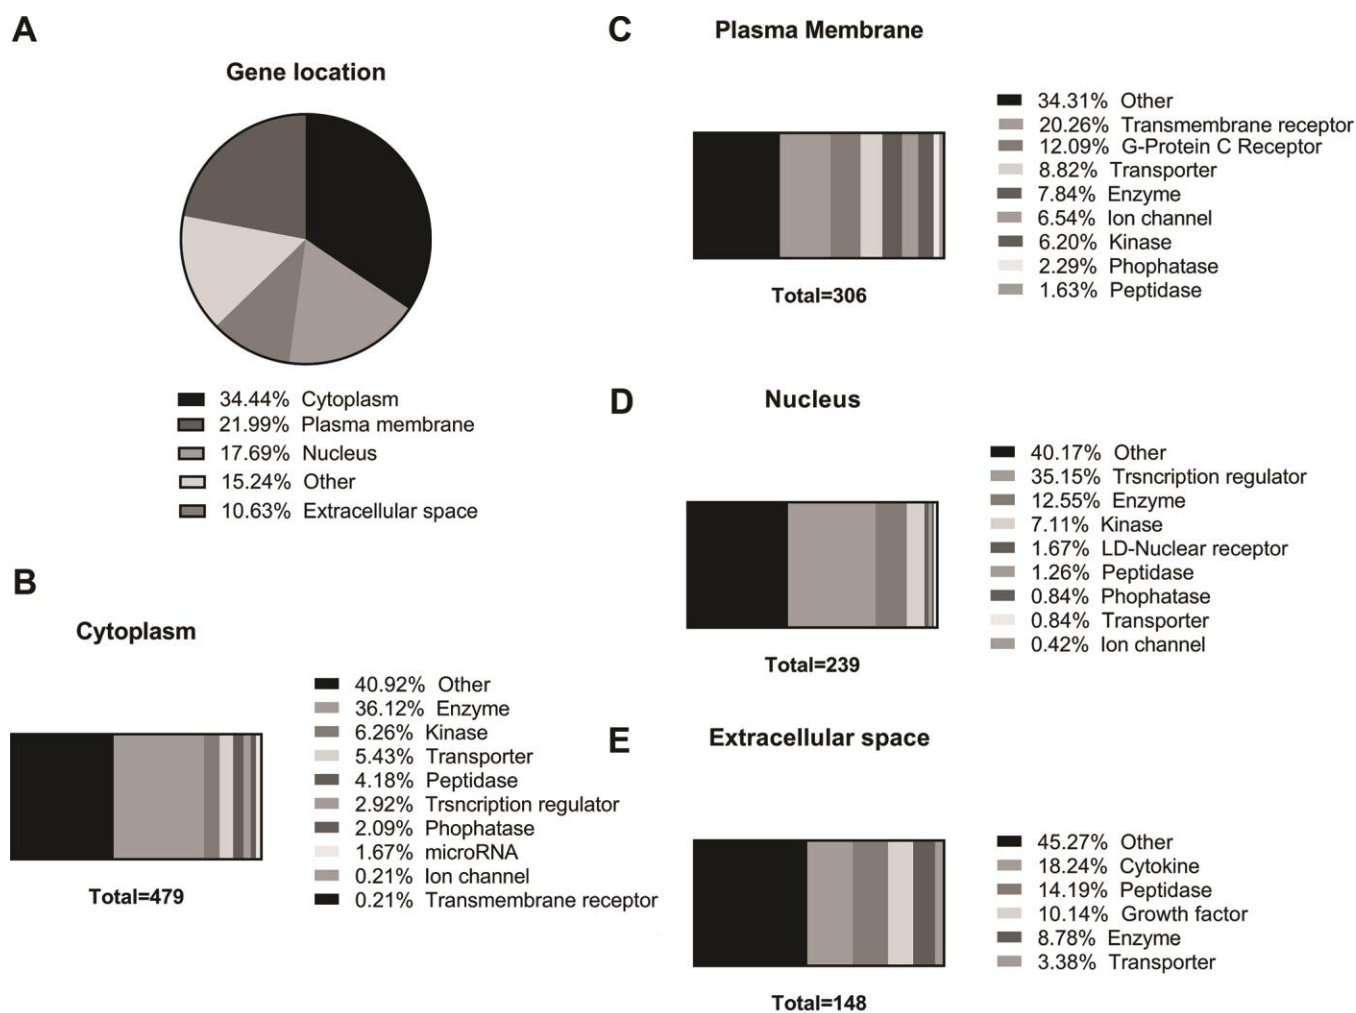 A
Gene location
34.44% Cytoplasm
21.99% Plasma membrane
17.69% Nucleus
15.24% Other
10.63% Extracellular space
B
Cytoplasm
Total=479
40.92% Other
36.12% Enzyme
6.26% Kinase
5.43% Transporter
4.18% Peptidase
2.92% Trsncription regulator
2.09% Phophatase
1.67% microRNA
0.21% Ion channel
0.21% Transmembrane receptor
C
Plasma Membrane
Total=306
34.31% Other
20.26% Transmembrane receptor
12.09% G-Protein C Receptor
8.82% Transporter
7.84% Enzyme
6.54% Ion channel
6.20% Kinase
2.29% Phophatase
1.63% Peptidase
D
Nucleus
Total=239
40.17% Other
35.15% Trsncription regulator
12.55% Enzyme
7.11% Kinase
1.67% LD-Nuclear receptor
1.26% Peptidase
0.84% Phophatase
0.84% Transporter
0.42% Ion channel
E
Extracellular space
Total=148
45.27% Other
18.24% Cytokine
14.19% Peptidase
10.14% Growth factor
8.78% Enzyme
3.38% Transporter